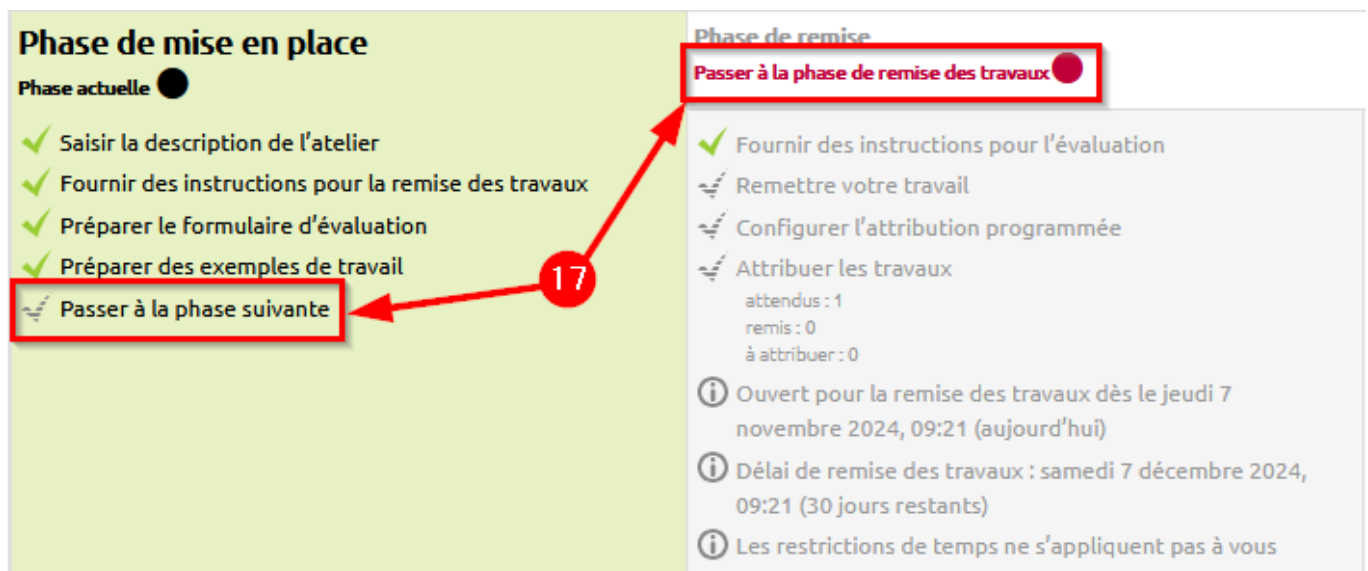 Phase de mise en place
Phase actuelle
Saisir la description de l'atelier
Fournir des instructions pour la remise des travaux
Préparer le formulaire d'évaluation
Préparer des exemples de travail
Passer à la phase suivante
17
Phase de remise
Passer à la phase de remise des travaux
Fournir des instructions pour l'évaluation
Remettre votre travail
Configurer l'attribution programmée
Attribuer les travaux
attendus : 1
remis : 0
à attribuer : 0
Ouvert pour la remise des travaux dès le jeudi 7
novembre 2024, 09:21 (aujourd'hui)
Délai de remise des travaux : samedi 7 décembre 2024,
09:21 (30 jours restants)
Les restrictions de temps ne s'appliquent pas à vous